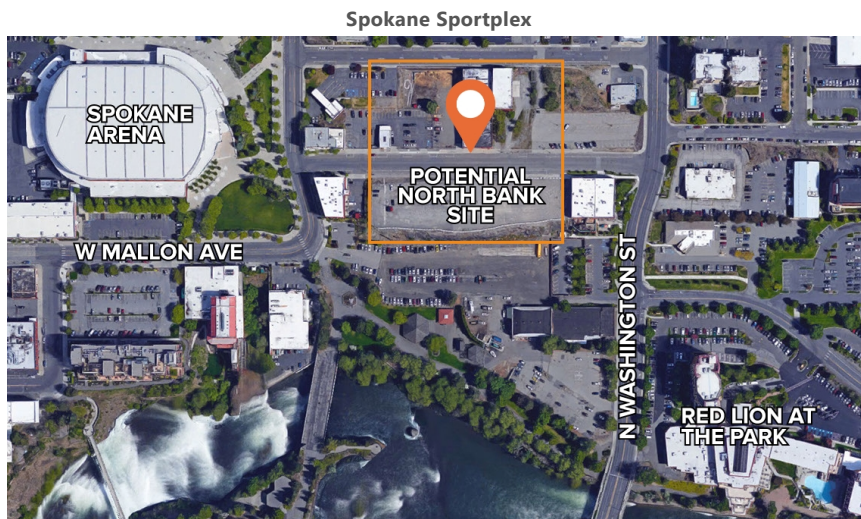 Spokane Sportplex
SPOKANE
ARENA
POTENTIAL
NORTH BANK
SITE
W MALLON AVE
N WASHINGTON ST
RED LION AT
THE PARK